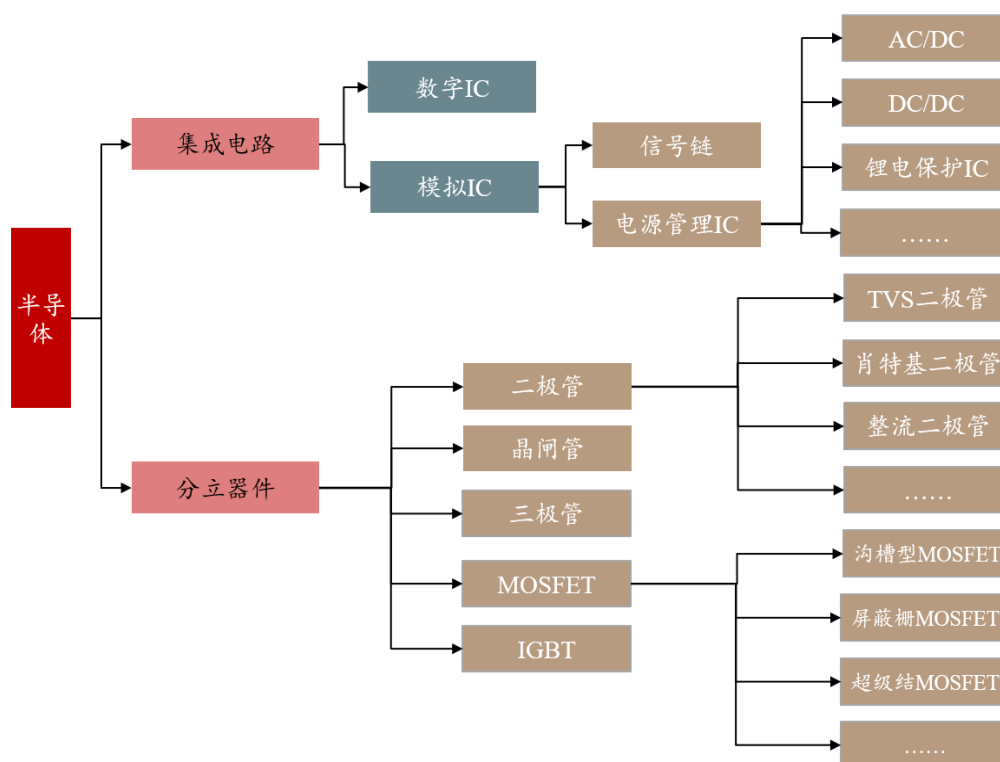 半导
体
集成电路
数字IC
模拟IC
信号链
电源管理IC
AC/DC
DC/DC
锂电保护IC
……
分立器件
二极管
晶闸管
三极管
MOSFET
IGBT
TVS二极管
肖特基二极管
整流二极管
……
沟槽型MOSFET
屏蔽栅MOSFET
超级结MOSFET
……